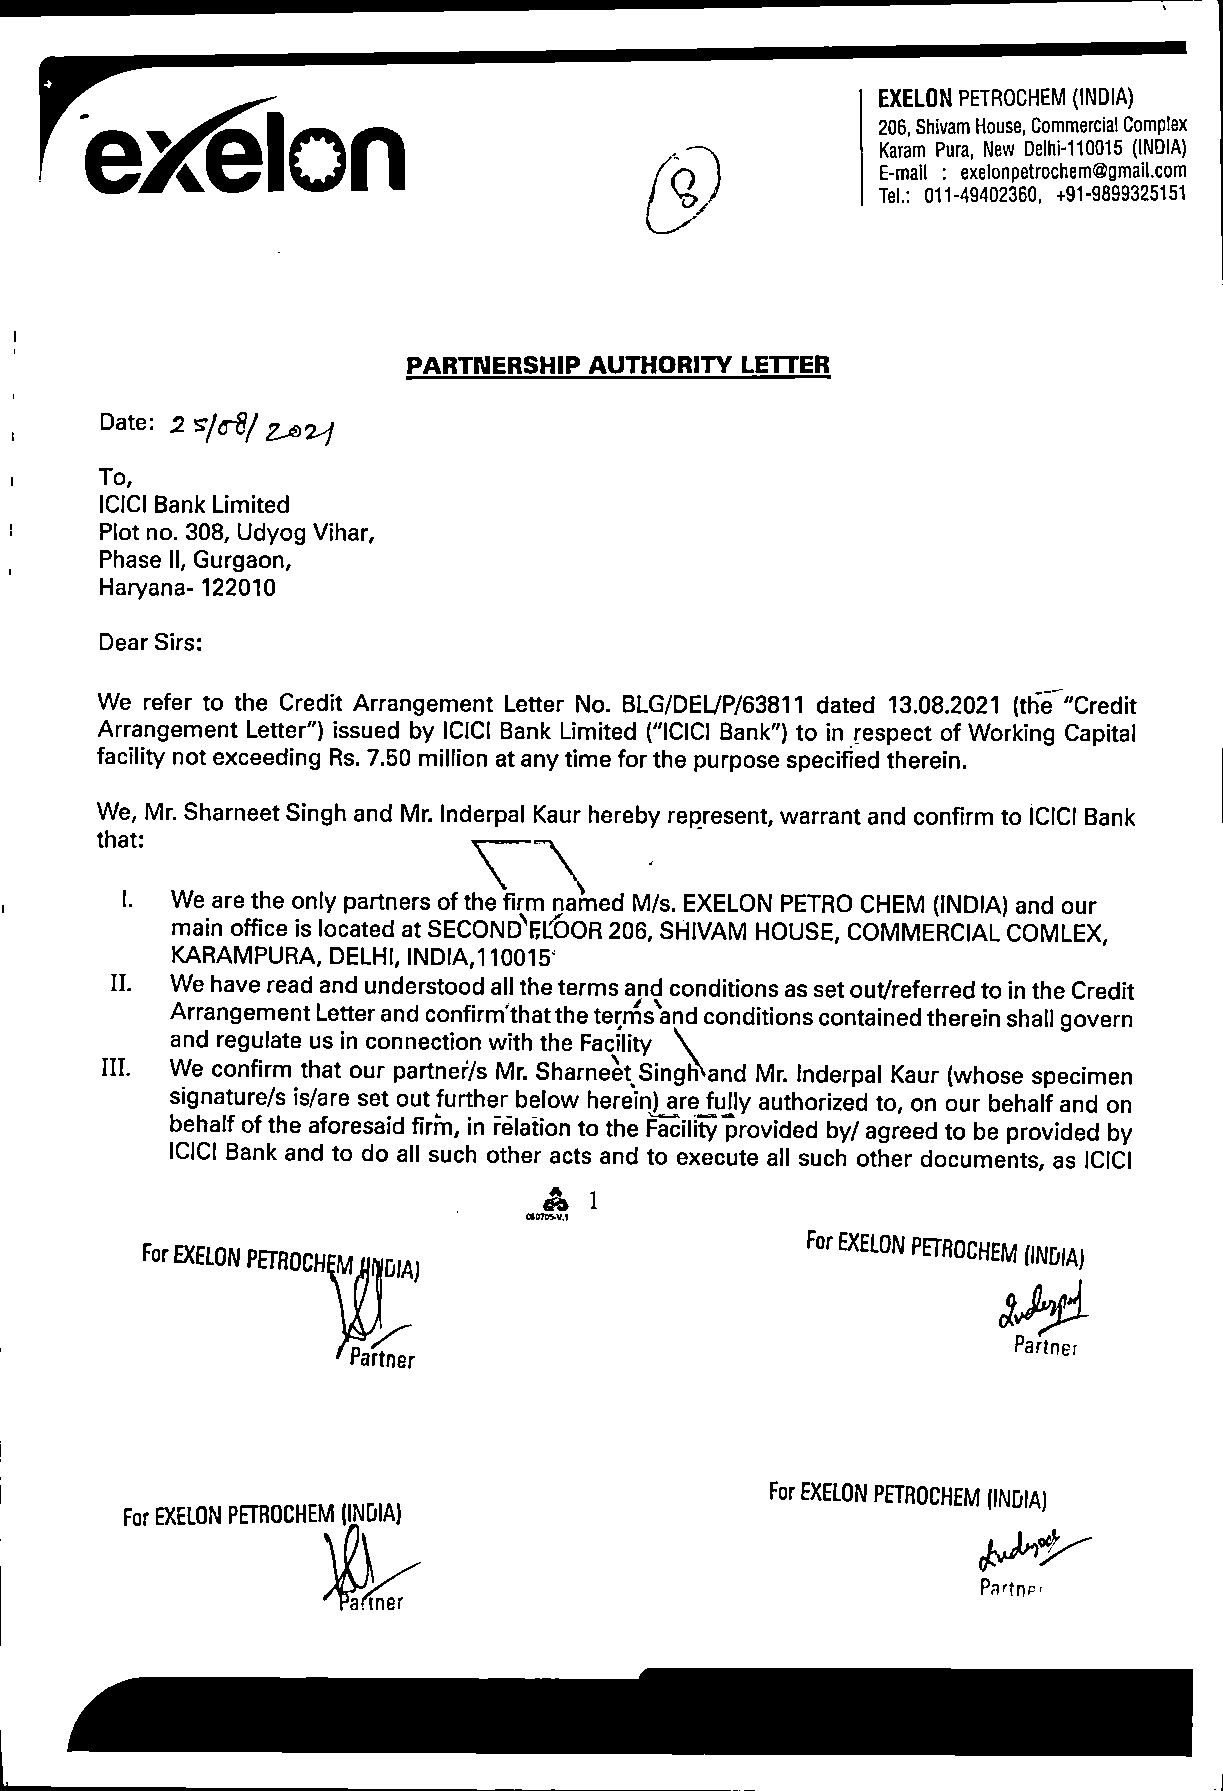 exelon
EXELON PETROCHEM (INDIA)
206, Shivam House, Commercial Complex
Karam Pura, New Delhi-110015 (INDIA)
E-mail : exelonpetrochem@gmail.com
Tel.: 011-49402360, +91-9899325151
8
PARTNERSHIP AUTHORITY LETTER
Date: 25/08/2021
To,
ICICI Bank Limited
Plot no. 308, Udyog Vihar,
Phase II, Gurgaon,
Haryana- 122010
Dear Sirs:
We refer to the Credit Arrangement Letter No. BLG/DEL/P/63811 dated 13.08.2021 (the "Credit
Arrangement Letter") issued by ICICI Bank Limited ("ICICI Bank") to in respect of Working Capital
facility not exceeding Rs. 7.50 million at any time for the purpose specified therein.
We, Mr. Sharneet Singh and Mr. Inderpal Kaur hereby represent, warrant and confirm to ICICI Bank
that:
I. We are the only partners of the firm named M/s. EXELON PETRO CHEM (INDIA) and our
main office is located at SECOND FLOOR 206, SHIVAM HOUSE, COMMERCIAL COMLEX,
KARAMPURA, DELHI, INDIA,110015
II. We have read and understood all the terms and conditions as set out/referred to in the Credit
Arrangement Letter and confirm that the terms and conditions contained therein shall govern
and regulate us in connection with the Facility
III. We confirm that our partner/s Mr. Sharneet Singh and Mr. Inderpal Kaur (whose specimen
signature/s is/are set out further below herein) are fully authorized to, on our behalf and on
behalf of the aforesaid firm, in relation to the Facility provided by/ agreed to be provided by
ICICI Bank and to do all such other acts and to execute all such other documents, as ICICI
1
For EXELON PETROCHEM (INDIA)
Partner
For EXELON PETROCHEM (INDIA)
Inderpal
Partner
For EXELON PETROCHEM (INDIA)
Partner
For EXELON PETROCHEM (INDIA)
Partner